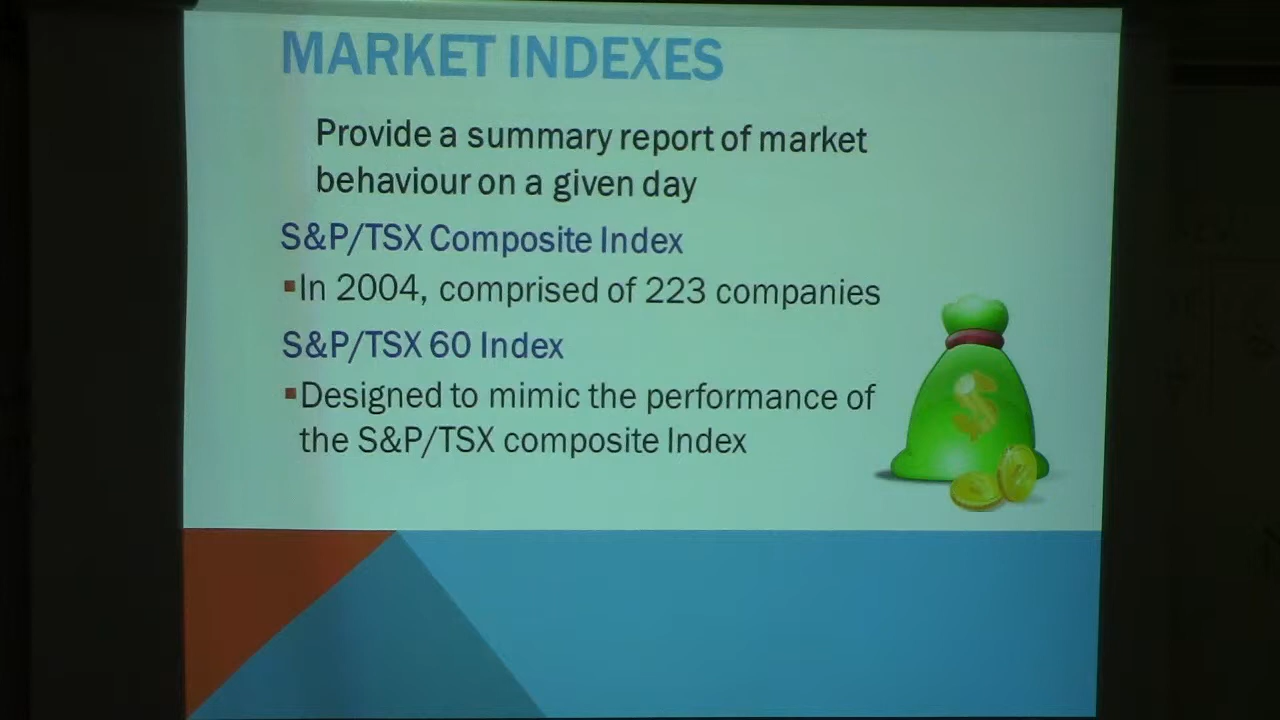 MARKET INDEXES
Provide a summary report of market
behaviour on a given day
S&P/TSX Composite Index
▪In 2004, comprised of 223 companies
S&P/TSX 60 Index
▪Designed to mimic the performance of
the S&P/TSX composite Index
$